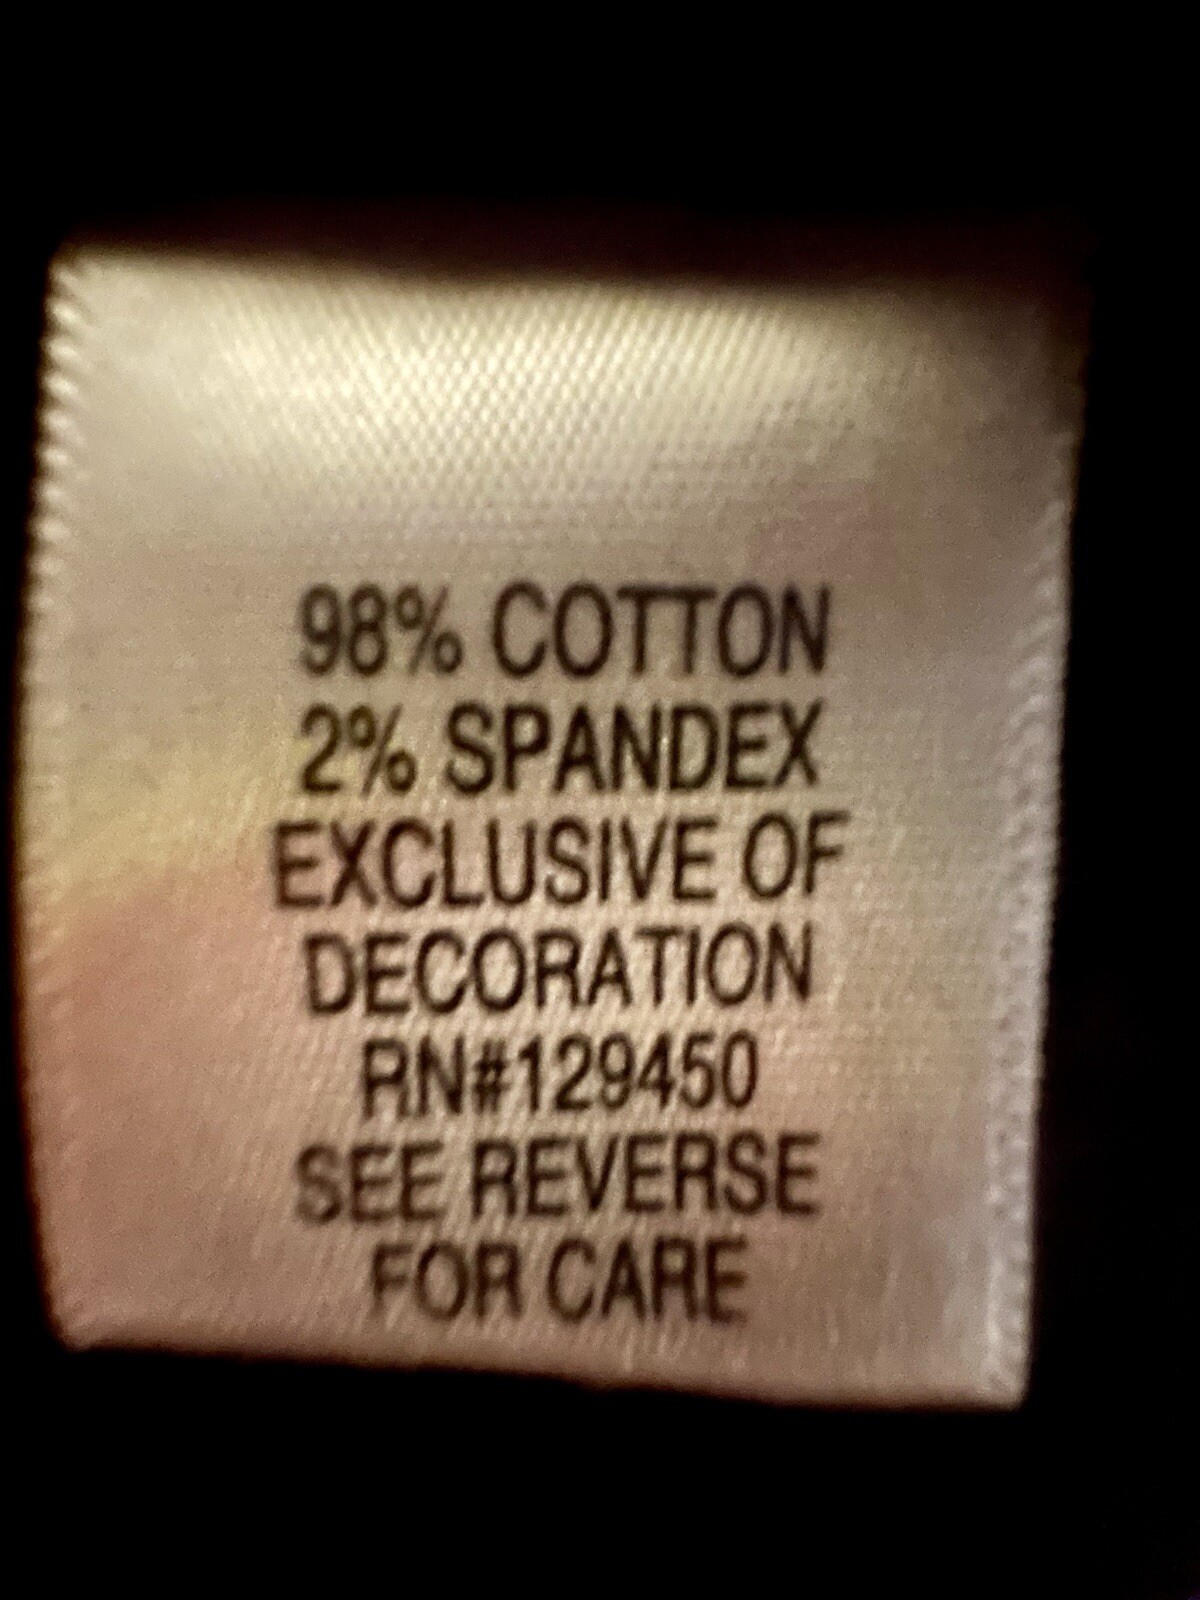 98% COTTON
2% SPANDEX
EXCLUSIVE OF
DECORATION
RN#129450
SEE REVERSE
FOR CARE